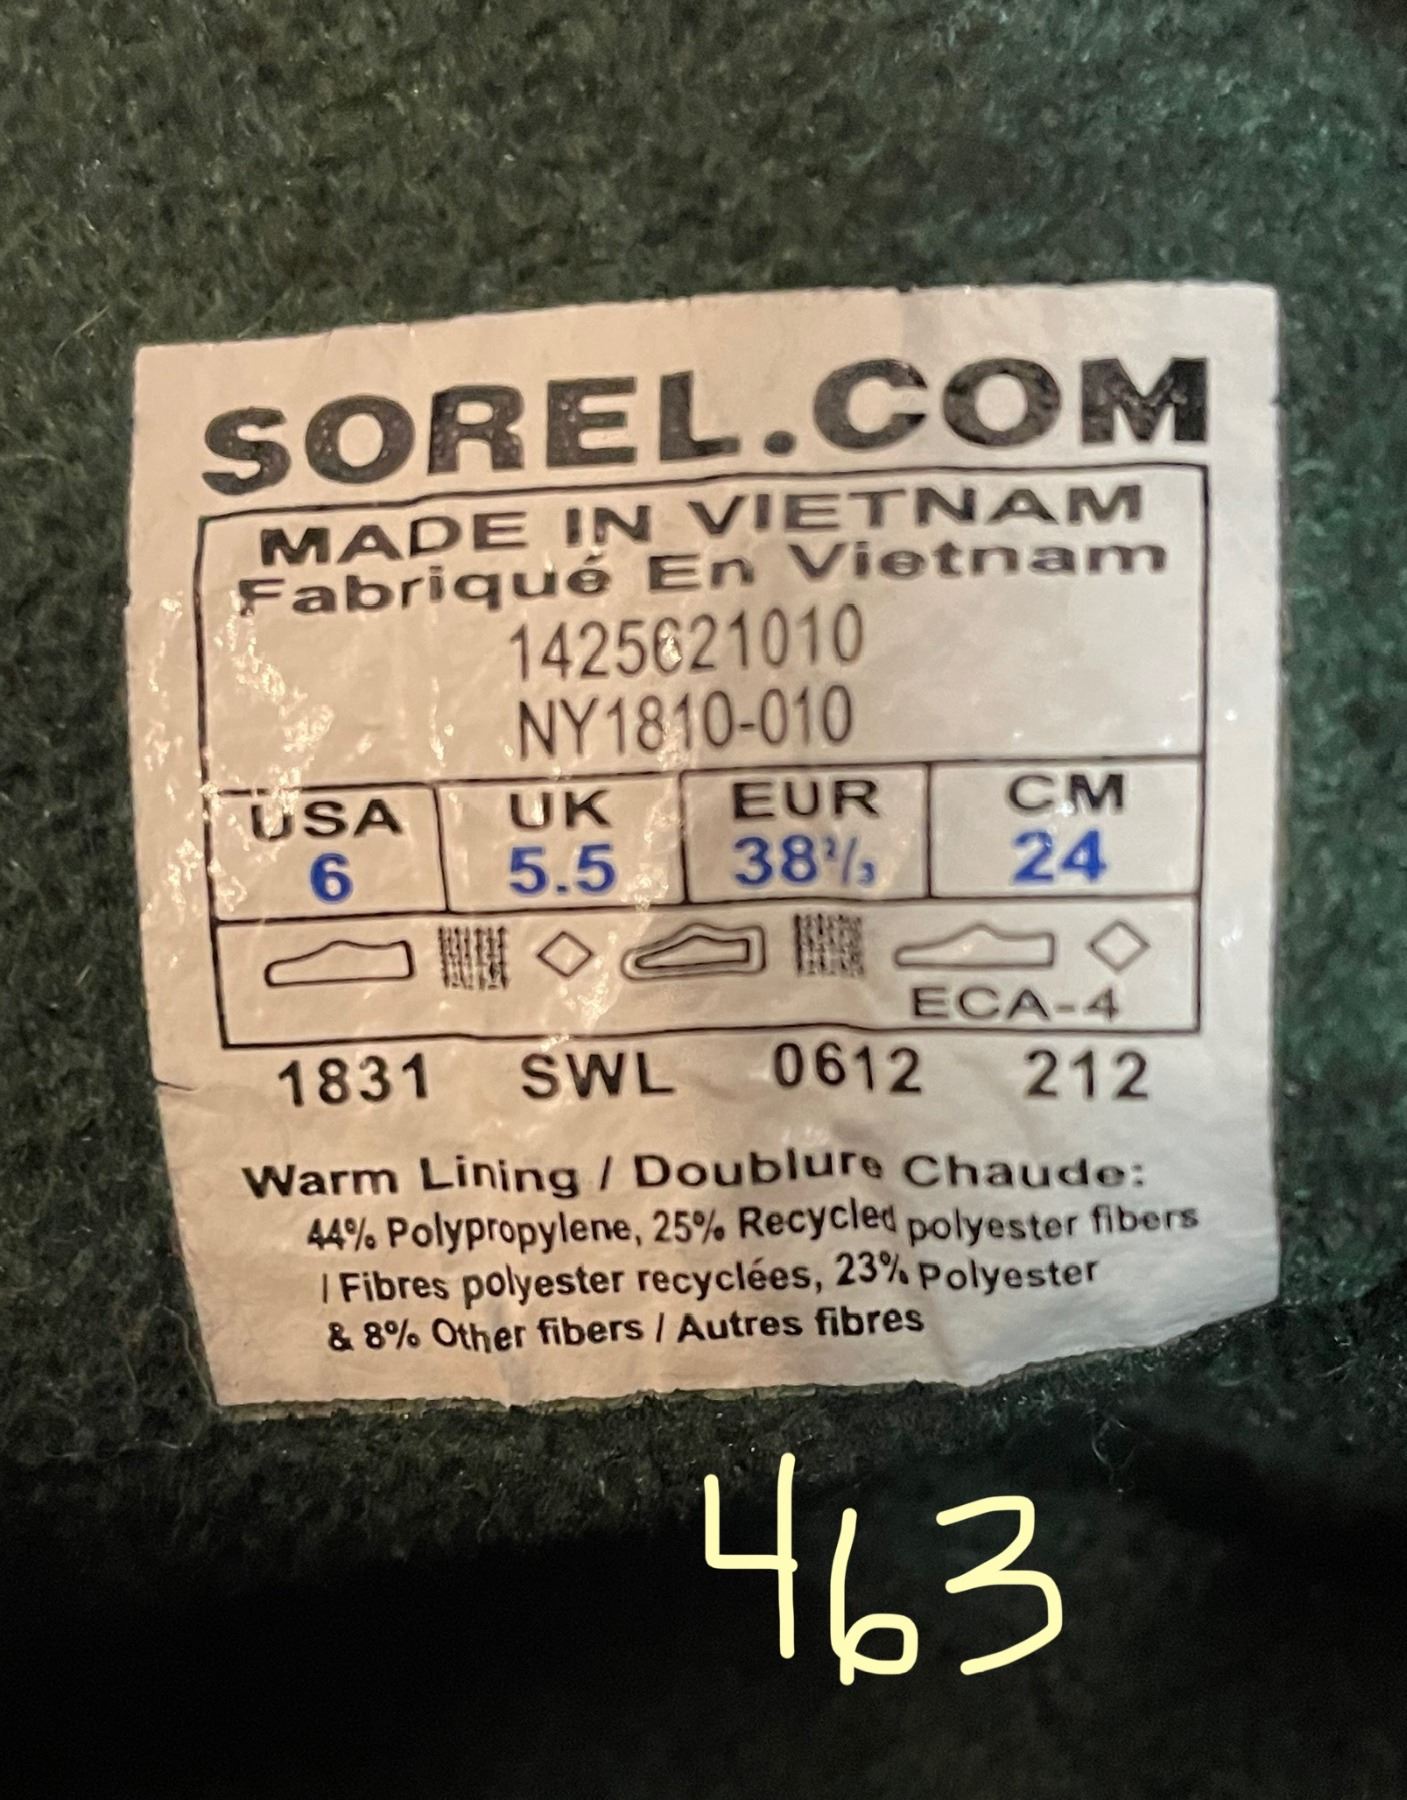 SOREL.COM
MADE IN VIETNAM
Fabriqué En Vietnam
1425621010
NY1810-010
USA UK EUR CM
6 5.5 38²/₃ 24
ECA-4
1831 SWL 0612 212
Warm Lining / Doublure Chaude:
44% Polypropylene, 25% Recycled polyester fibers
/ Fibres polyester recyclées, 23% Polyester
& 8% Other fibers / Autres fibres
463